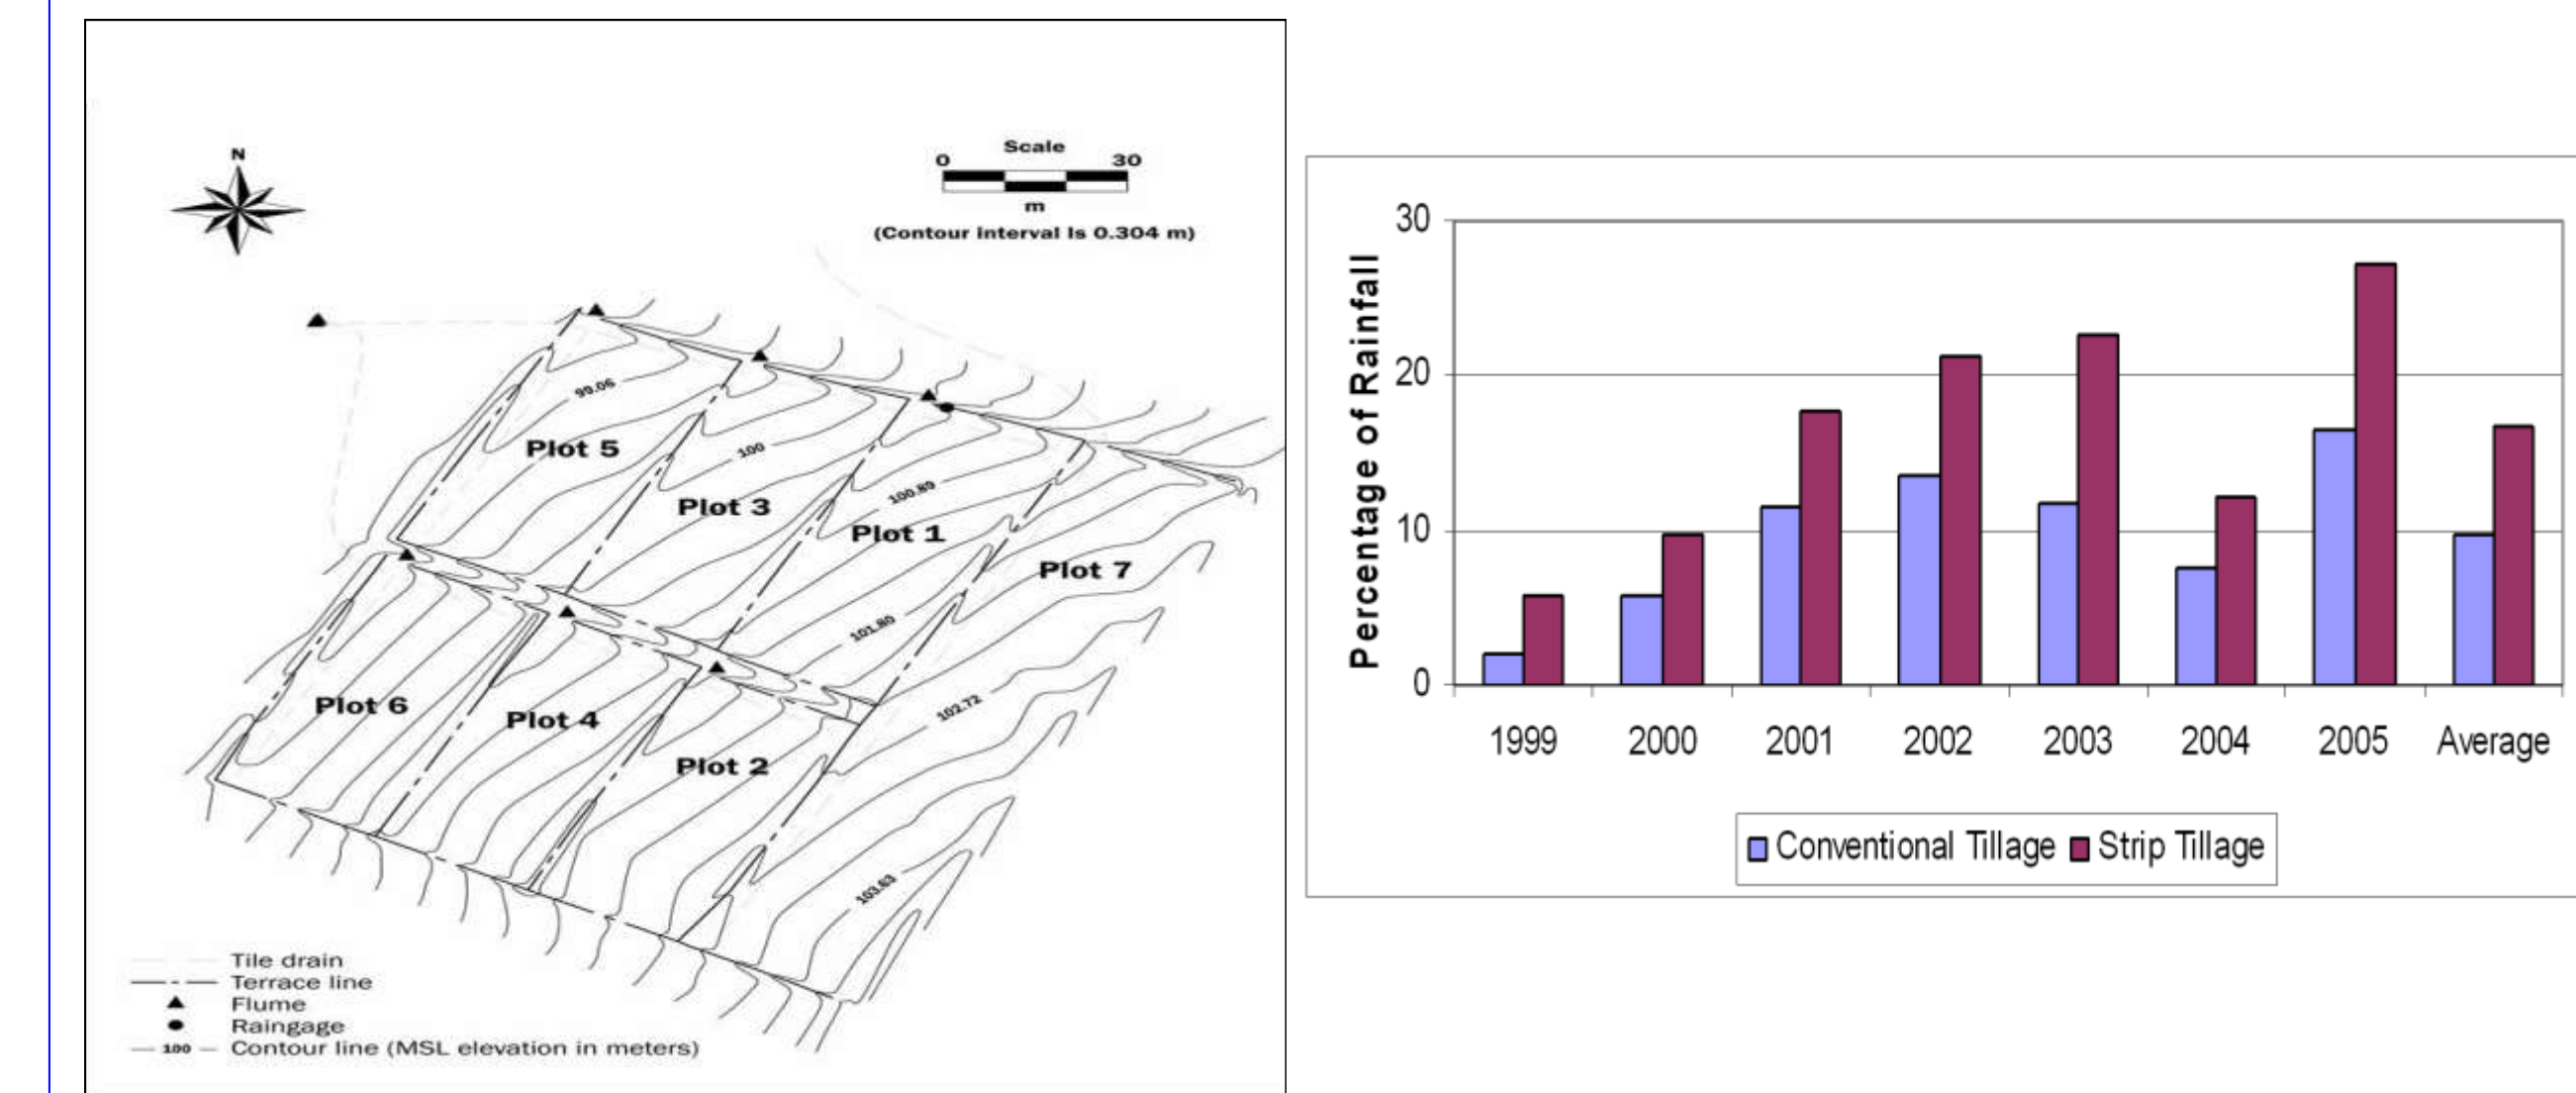 N
Scale
0 30
m
(Contour interval Is 0.304 m)
99.06
Plot 5
100
Plot 3
100.89
Plot 1
Plot 7
101.80
Plot 6
Plot 4
102.72
Plot 2
103.63
Tile drain
Terrace line
Flume
Raingage
100 Contour line (MSL elevation in meters)
Percentage of Rainfall
30
20
10
0
1999 2000 2001 2002 2003 2004 2005 Average
Conventional Tillage Strip Tillage